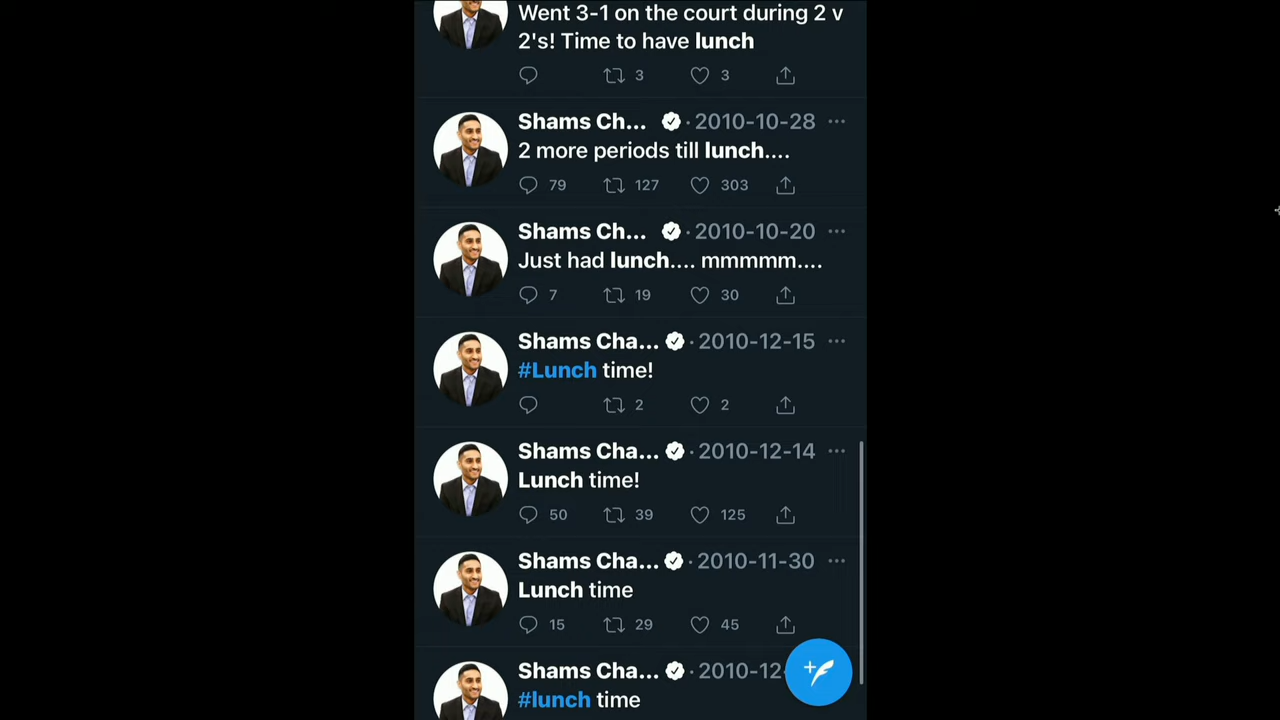 Went 3-1 on the court during 2 v
2's! Time to have lunch
3 3
Shams Ch... · 2010-10-28 ...
2 more periods till lunch....
79 127 303
Shams Ch... · 2010-10-20 ...
Just had lunch.... mmmmm....
7 19 30
Shams Cha... · 2010-12-15 ...
#Lunch time!
2 2
Shams Cha... · 2010-12-14 ...
Lunch time!
50 39 125
Shams Cha... · 2010-11-30 ...
Lunch time
15 29 45
Shams Cha... · 2010-12-
#lunch time